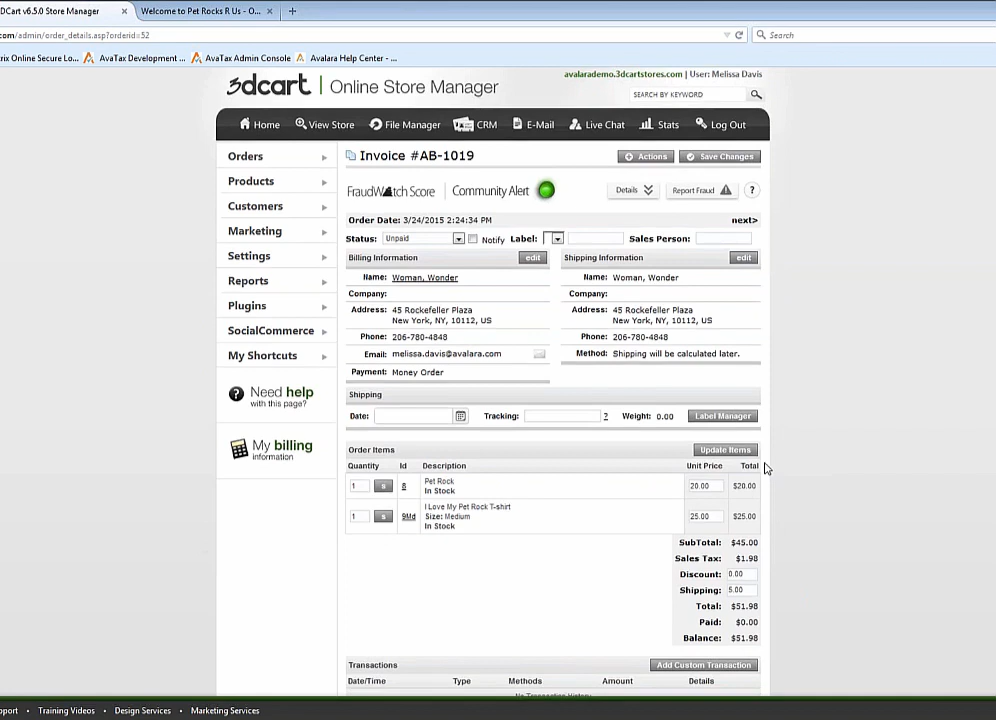 DCart v6.5.0 Store Manager × Welcome to Pet Rocks R Us - O... × +
com/admin/order_details.asp?orderid=52 Search
rix Online Secure Lo... AvaTax Development ... AvaTax Admin Console Avalara Help Center - ...
avalarademo.3dcartstores.com | User: Melissa Davis
3dcart | Online Store Manager
SEARCH BY KEYWORD
Home View Store File Manager CRM E-Mail Live Chat Stats Log Out
Orders
Products
Customers
Marketing
Settings
Reports
Plugins
SocialCommerce
My Shortcuts
Need help
with this page?
My billing
information
Invoice #AB-1019 Actions Save Changes
FraudWatch Score Community Alert Details Report Fraud ?
Order Date: 3/24/2015 2:24:34 PM next>
Status: Unpaid Notify Label: Sales Person:
Billing Information edit
Name: Woman, Wonder
Company:
Address: 45 Rockefeller Plaza
New York, NY, 10112, US
Phone: 206-780-4848
Email: melissa.davis@avalara.com
Payment: Money Order
Shipping Information edit
Name: Woman, Wonder
Company:
Address: 45 Rockefeller Plaza
New York, NY, 10112, US
Phone: 206-780-4848
Method: Shipping will be calculated later.
Shipping
Date: Tracking: ? Weight: 0.00 Label Manager
Order Items Update Items
Quantity Id Description Unit Price Total
1 s 8 Pet Rock 20.00 $20.00
In Stock
1 s 9Md I Love My Pet Rock T-shirt 25.00 $25.00
Size: Medium
In Stock
SubTotal: $45.00
Sales Tax: $1.98
Discount: 0.00
Shipping: 5.00
Total: $51.98
Paid: $0.00
Balance: $51.98
Transactions Add Custom Transaction
Date/Time Type Methods Amount Details
No Transaction History
pport • Training Videos • Design Services • Marketing Services